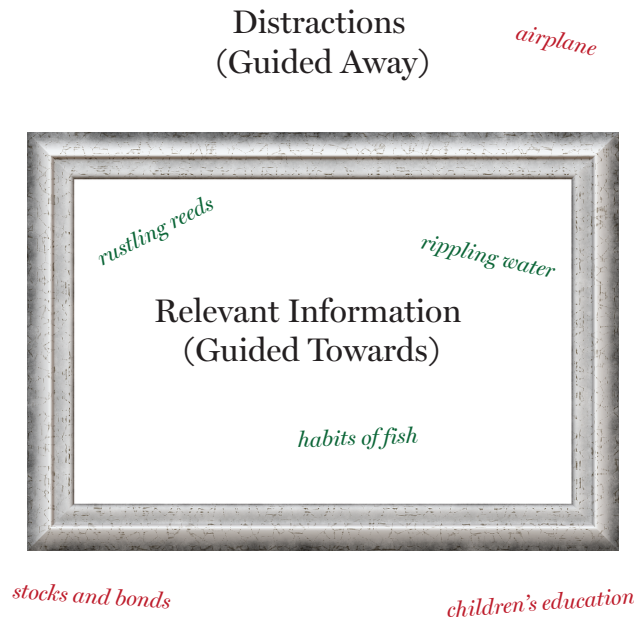 Distractions
(Guided Away)
airplane
rustling reeds
rippling water
Relevant Information
(Guided Towards)
habits of fish
stocks and bonds
children’s education